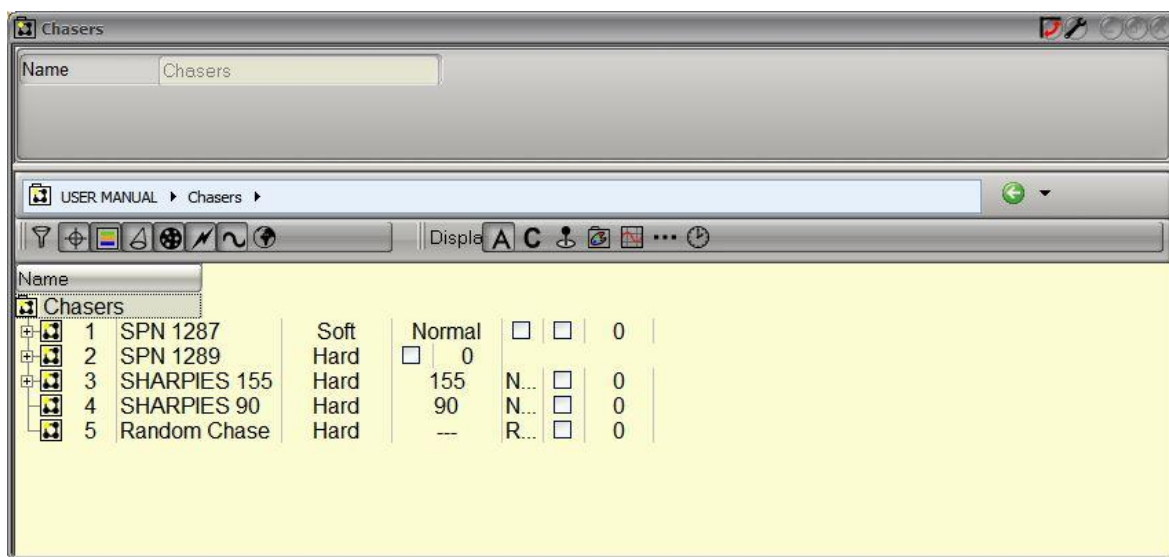 Chasers
Name Chasers
USER MANUAL Chasers
Displa A C
Name
Chasers
1 SPN 1287 Soft Normal 0
2 SPN 1289 Hard 0
3 SHARPIES 155 Hard 155 N... 0
4 SHARPIES 90 Hard 90 N... 0
5 Random Chase Hard --- R... 0